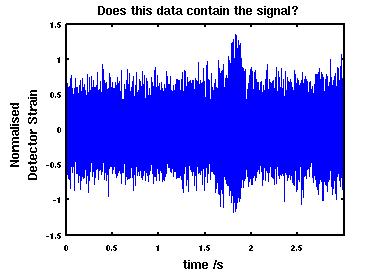 Does this data contain the signal?
1.5
1
0.5
0
-0.5
-1
-1.5
Normalised
Detector Strain
0 0.5 1 1.5 2 2.5
time /s